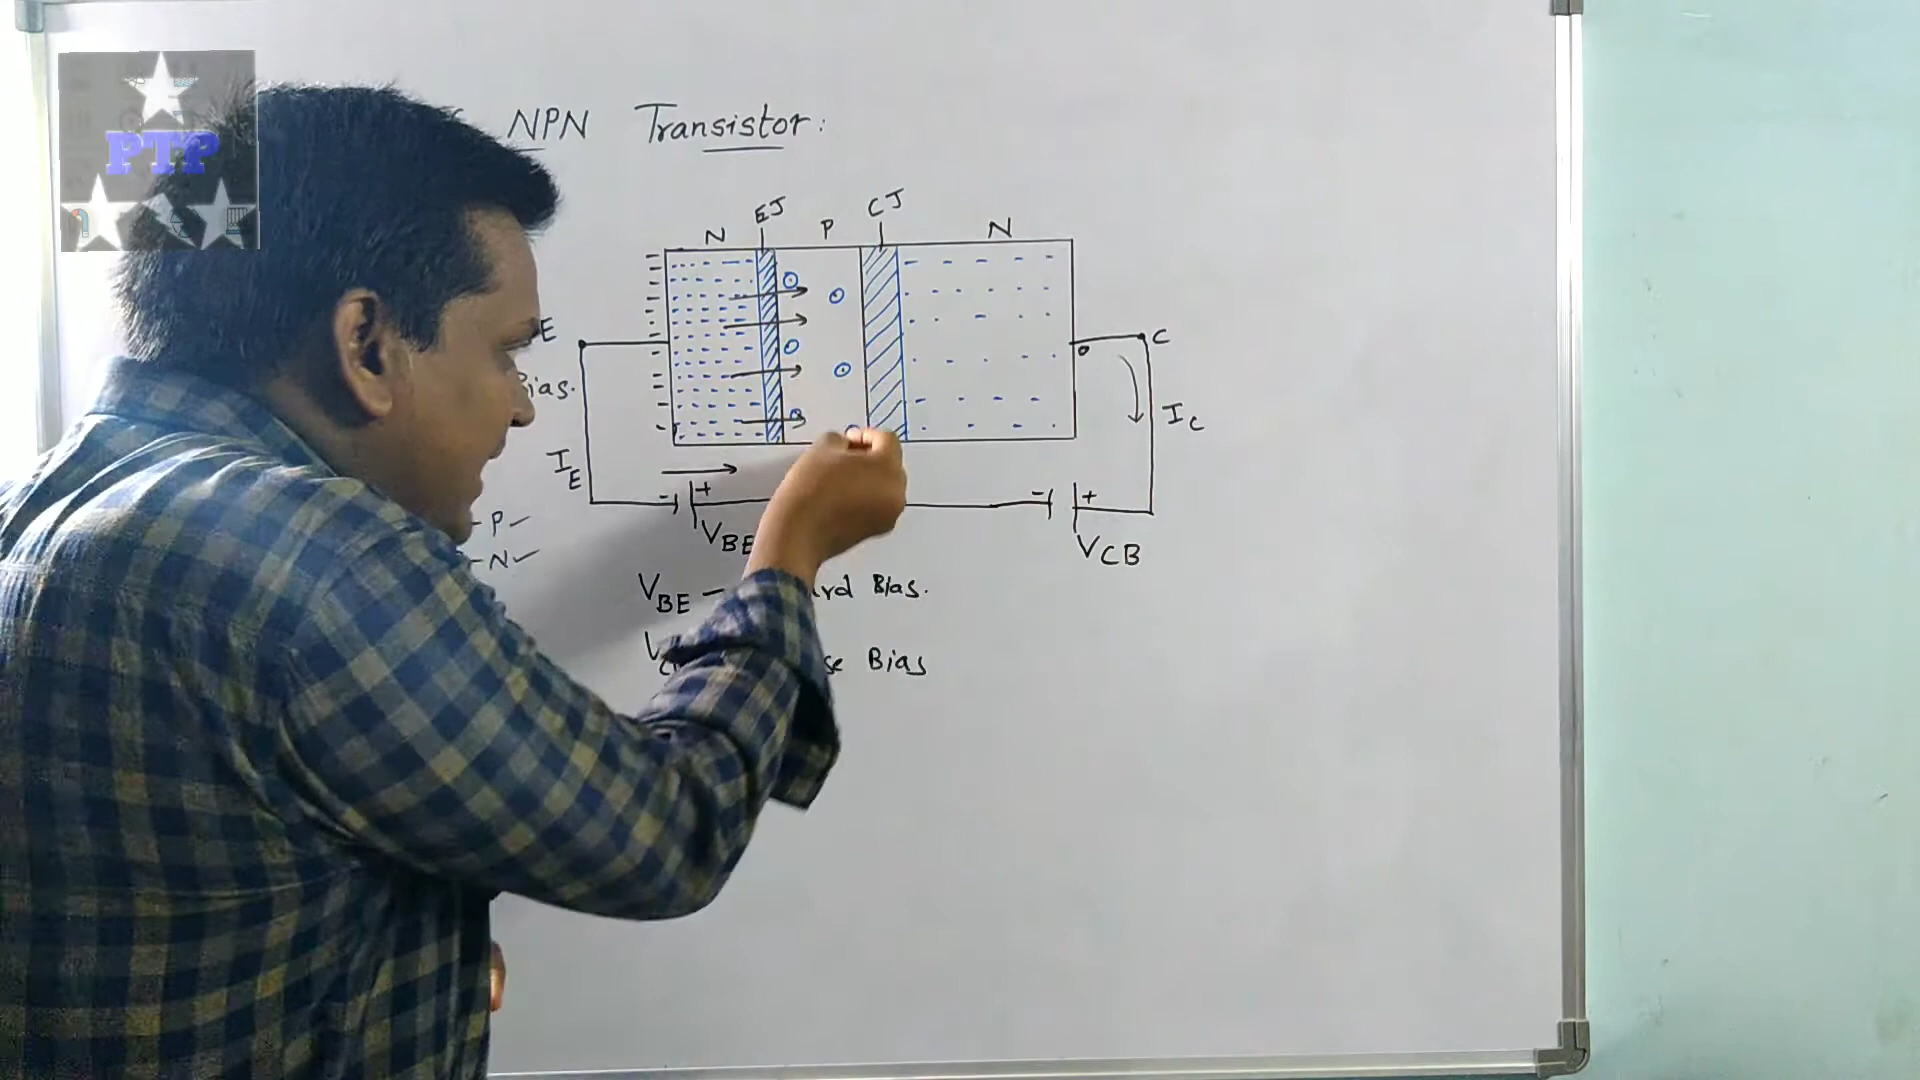 PTP
NPN Transistor:
EJ
CJ
N
P
N
E
C
Bias.
IC
IE
- +
- +
- P -
VBE
VCB
- N ✓
VBE - Bias.
Bias